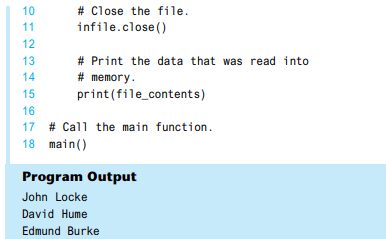 10 # Close the file.
11 infile.close()
12
13 # Print the data that was read into
14 # memory.
15 print(file_contents)
16
17 # Call the main function.
18 main()
Program Output
John Locke
David Hume
Edmund Burke